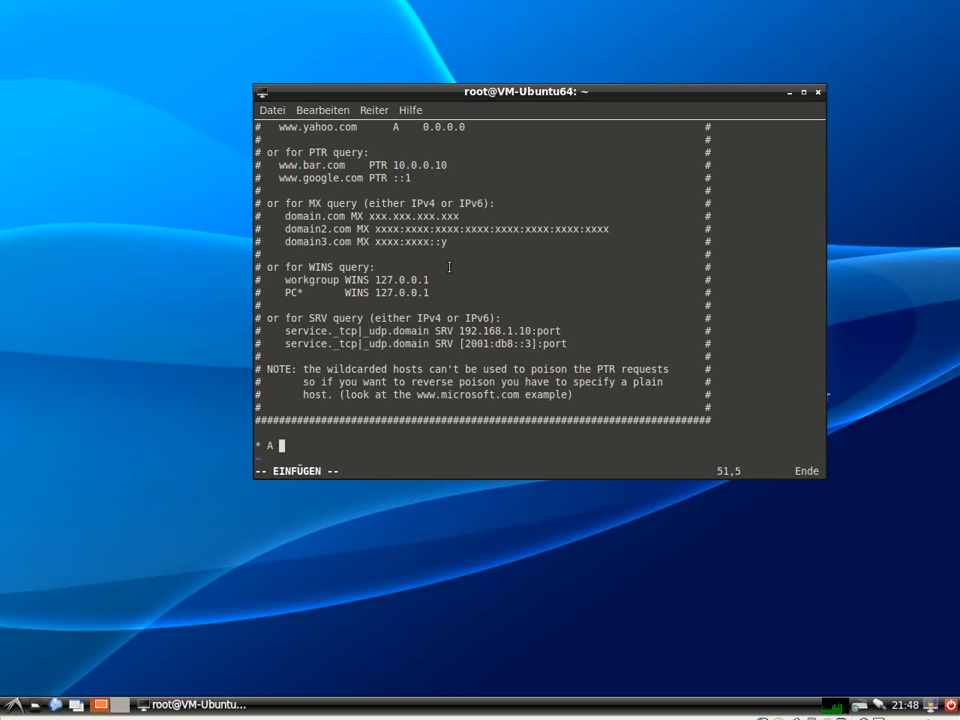 root@VM-Ubuntu64: ~
Datei Bearbeiten Reiter Hilfe
#   www.yahoo.com      A    0.0.0.0                                        #
#                                                                          #
# or for PTR query:                                                        #
#   www.bar.com    PTR 10.0.0.10                                           #
#   www.google.com PTR ::1                                                 #
#                                                                          #
# or for MX query (either IPv4 or IPv6):                                   #
#    domain.com MX xxx.xxx.xxx.xxx                                         #
#    domain2.com MX xxxx:xxxx:xxxx:xxxx:xxxx:xxxx:xxxx:xxxx                #
#    domain3.com MX xxxx:xxxx::y                                           #
#                                                                          #
# or for WINS query:                                                       #
#    workgroup WINS 127.0.0.1                                              #
#    PC*       WINS 127.0.0.1                                              #
#                                                                          #
# or for SRV query (either IPv4 or IPv6):                                  #
#    service._tcp|_udp.domain SRV 192.168.1.10:port                        #
#    service._tcp|_udp.domain SRV [2001:db8::3]:port                       #
#                                                                          #
# NOTE: the wildcarded hosts can't be used to poison the PTR requests      #
#       so if you want to reverse poison you have to specify a plain       #
#       host. (look at the www.microsoft.com example)                      #
#                                                                          #
############################################################################
* A
~
-- EINFÜGEN --                                                51,5         Ende
root@VM-Ubuntu... 21:48